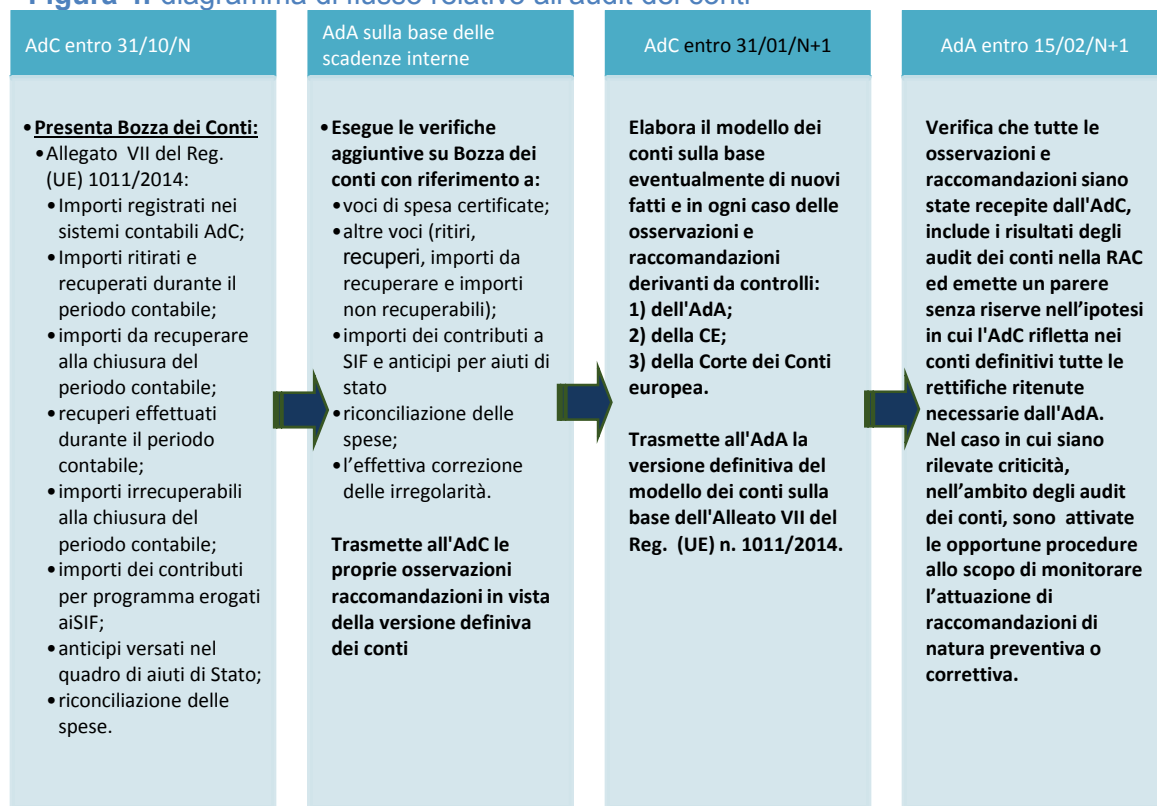 Figura 4: diagramma di flusso relativo all'audit dei conti
AdC entro 31/10/N
•Presenta Bozza dei Conti:
•Allegato VII del Reg.
(UE) 1011/2014:
•Importi registrati nei
sistemi contabili AdC;
•Importi ritirati e
recuperati durante il
periodo contabile;
•importi da recuperare
alla chiusura del
periodo contabile;
•recuperi effettuati
durante il periodo
contabile;
•importi irrecuperabili
alla chiusura del
periodo contabile;
•importi dei contributi
per programma erogati
aiSIF;
•anticipi versati nel
quadro di aiuti di Stato;
•riconciliazione delle
spese.
AdA sulla base delle
scadenze interne
•Esegue le verifiche
aggiuntive su Bozza dei
conti con riferimento a:
•voci di spesa certificate;
•altre voci (ritiri,
recuperi, importi da
recuperare e importi
non recuperabili);
•importi dei contributi a
SIF e anticipi per aiuti di
stato
•riconciliazione delle
spese;
•l'effettiva correzione
delle irregolarità.
Trasmette all'AdC le
proprie osservazioni
raccomandazioni in vista
della versione definiva
dei conti
AdC entro 31/01/N+1
Elabora il modello dei
conti sulla base
eventualmente di nuovi
fatti e in ogni caso delle
osservazioni e
raccomandazioni
derivanti da controlli:
1) dell'AdA;
2) della CE;
3) della Corte dei Conti
europea.
Trasmette all'AdA la
versione definitiva del
modello dei conti sulla
base dell'Alleato VII del
Reg. (UE) n. 1011/2014.
AdA entro 15/02/N+1
Verifica che tutte le
osservazioni e
raccomandazioni siano
state recepite dall'AdC,
include i risultati degli
audit dei conti nella RAC
ed emette un parere
senza riserve nell'ipotesi
in cui l'AdC rifletta nei
conti definitivi tutte le
rettifiche ritenute
necessarie dall'AdA.
Nel caso in cui siano
rilevate criticità,
nell'ambito degli audit
dei conti, sono attivate
le opportune procedure
allo scopo di monitorare
l'attuazione di
raccomandazioni di
natura preventiva o
correttiva.